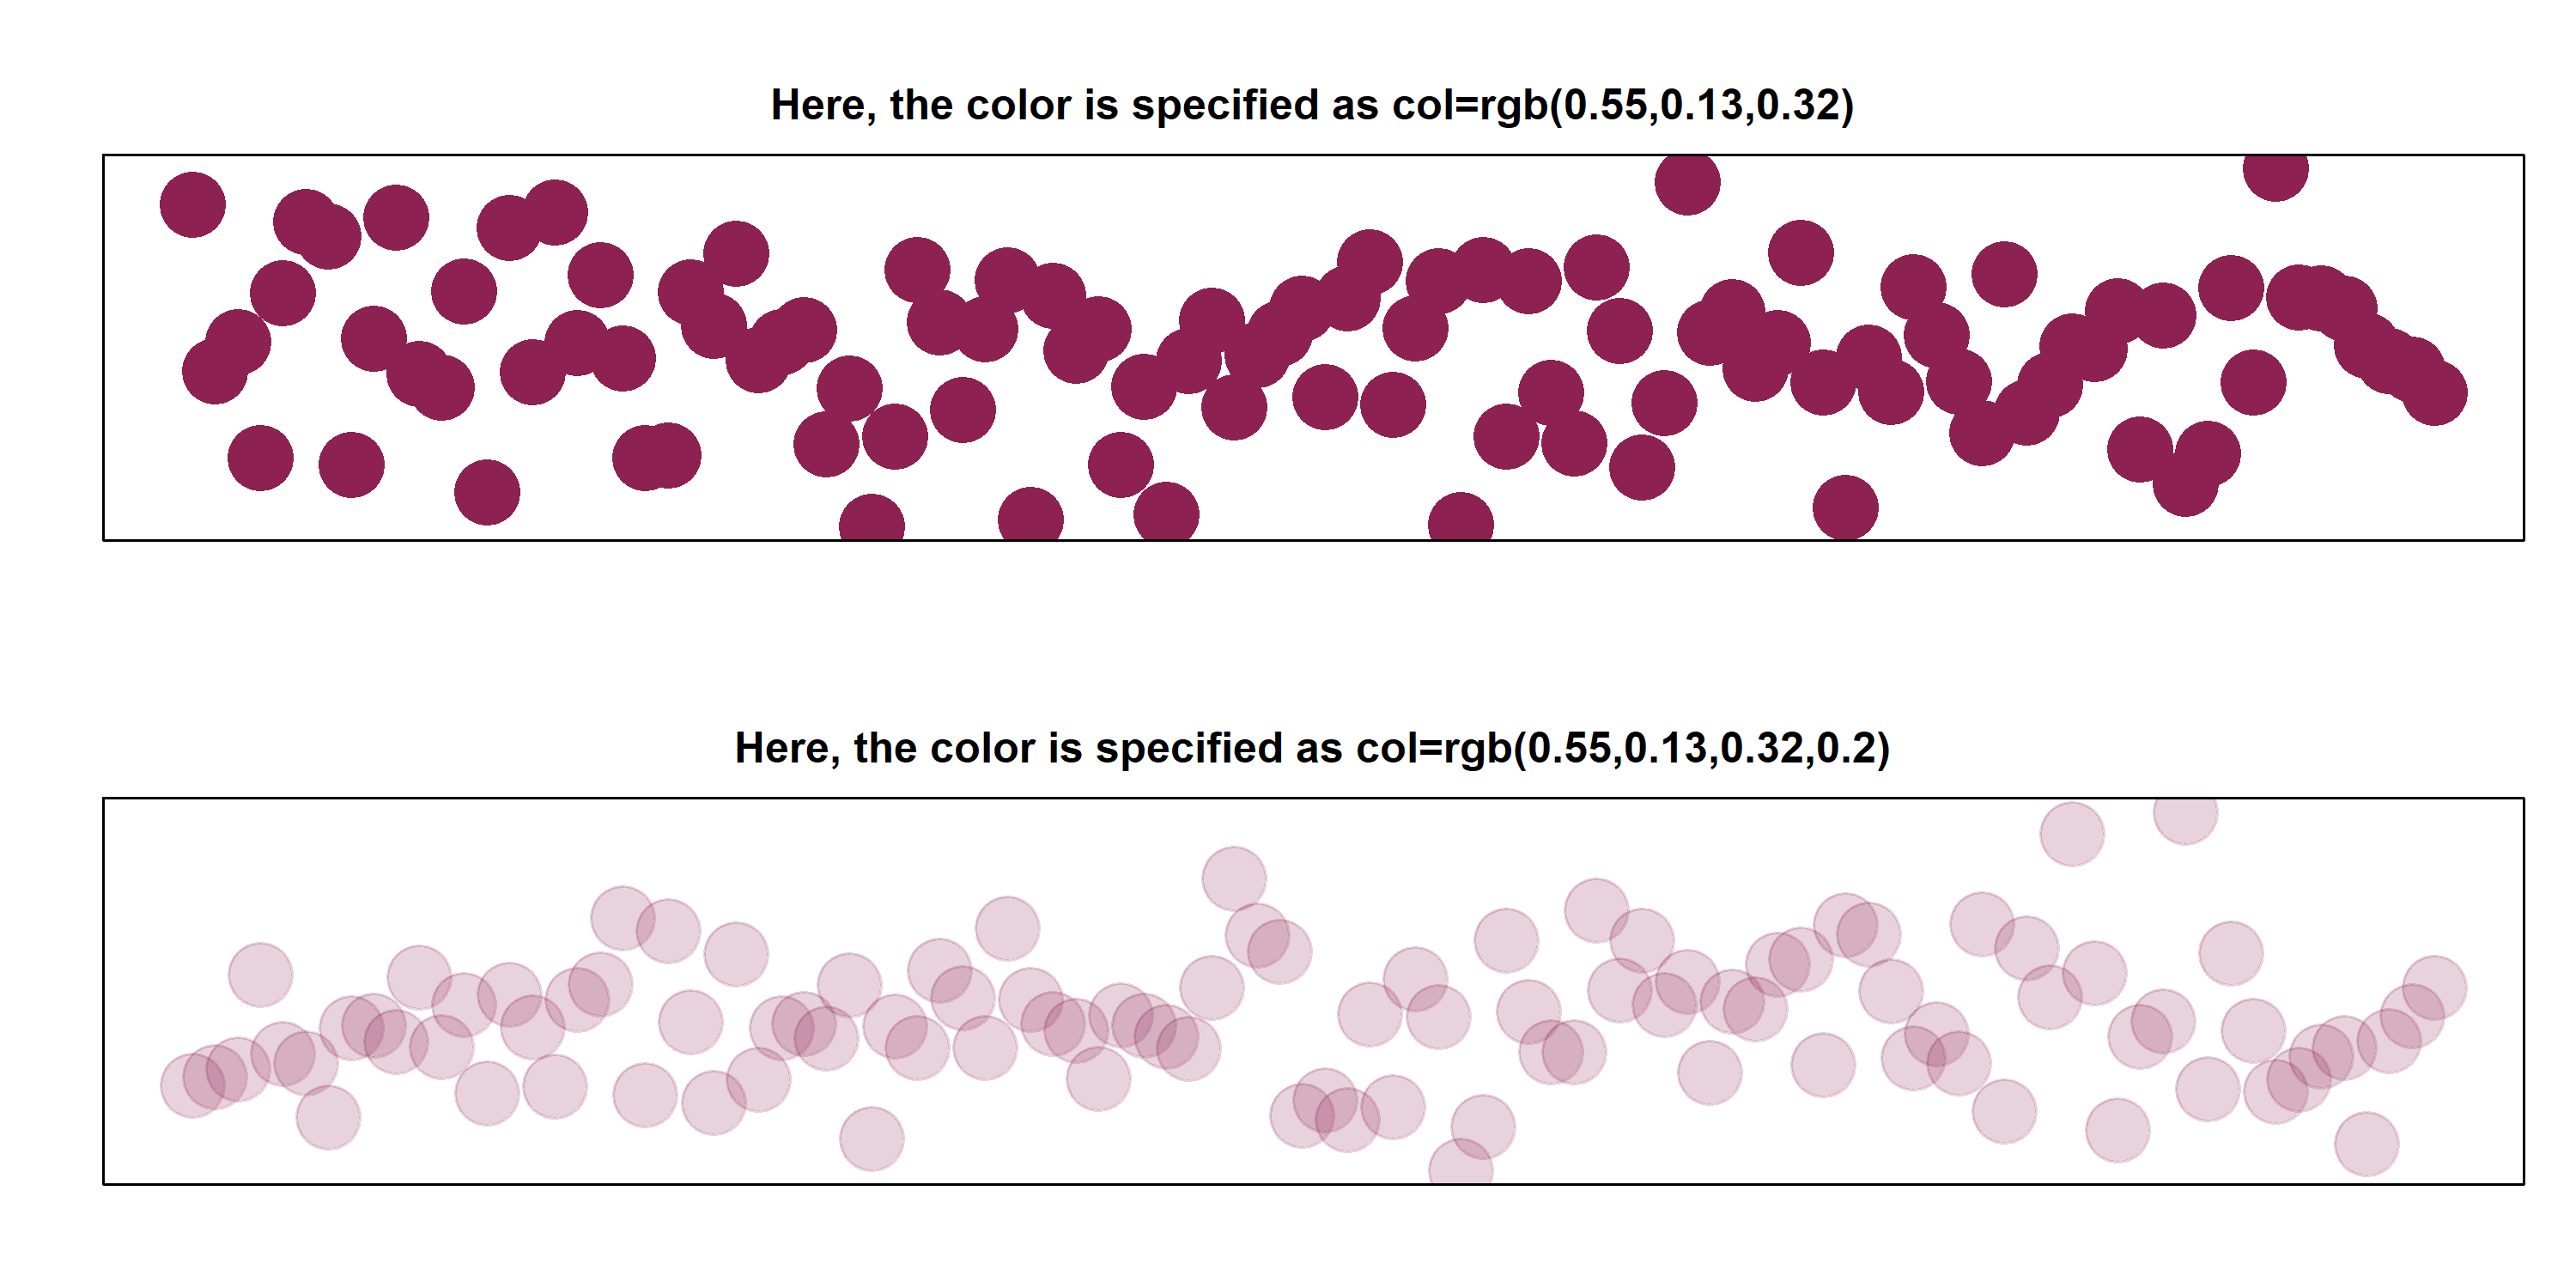 Here, the color is specified as col=rgb(0.55,0.13,0.32)
Here, the color is specified as col=rgb(0.55,0.13,0.32,0.2)